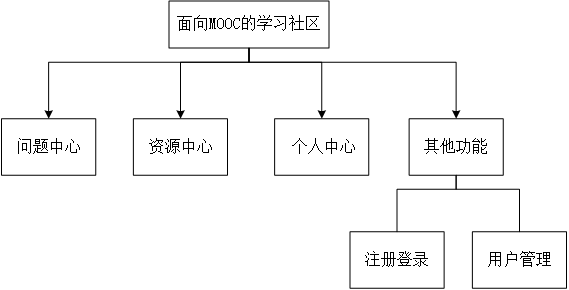 面向MOOC的学习社区
问题中心
资源中心
个人中心
其他功能
注册登录
用户管理